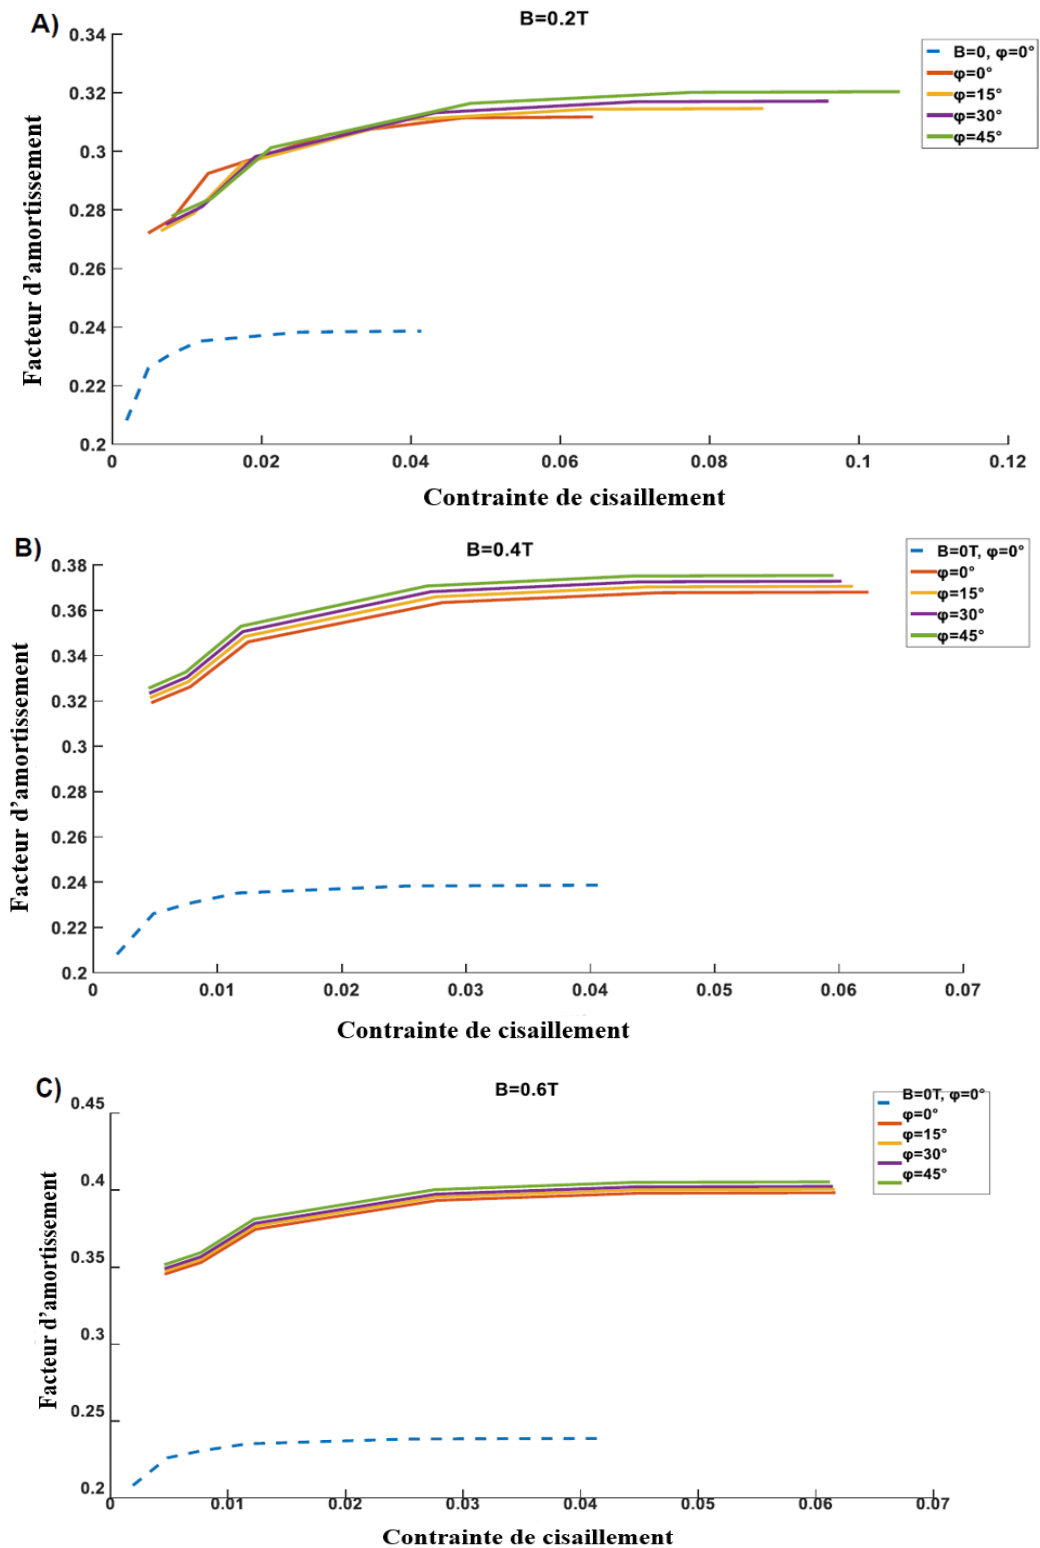 A)
B=0.2T
0.34
0.32
0.3
0.28
0.26
0.24
0.22
0.2
Facteur d’amortissement
0 0.02 0.04 0.06 0.08 0.1 0.12
Contrainte de cisaillement
B=0, φ=0°
φ=0°
φ=15°
φ=30°
φ=45°
B)
B=0.4T
0.38
0.36
0.34
0.32
0.3
0.28
0.26
0.24
0.22
0.2
Facteur d’amortissement
0 0.01 0.02 0.03 0.04 0.05 0.06 0.07
Contrainte de cisaillement
B=0T, φ=0°
φ=0°
φ=15°
φ=30°
φ=45°
C)
B=0.6T
0.45
0.4
0.35
0.3
0.25
0.2
Facteur d’amortissement
0 0.01 0.02 0.03 0.04 0.05 0.06 0.07
Contrainte de cisaillement
B=0T, φ=0°
φ=0°
φ=15°
φ=30°
φ=45°